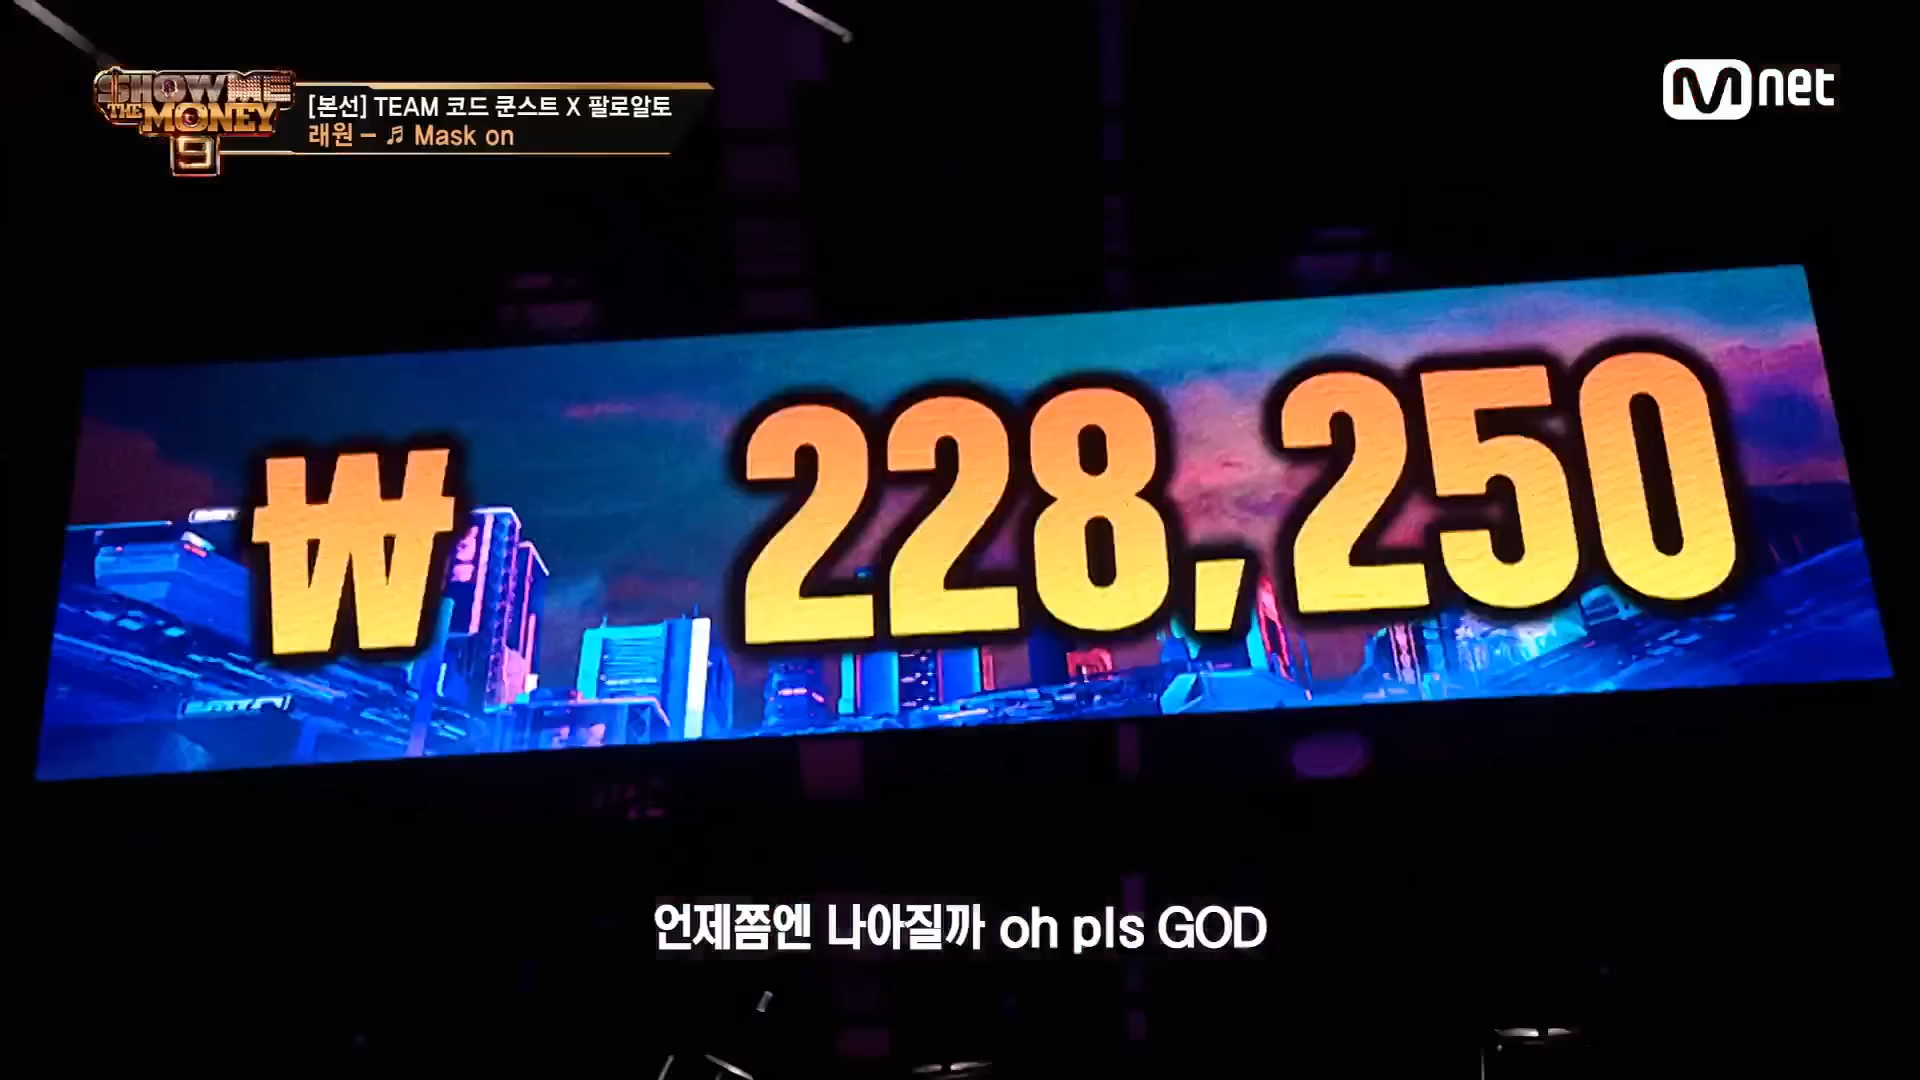 SHOW ME
THE MONEY
9
[본선] TEAM 코드 쿤스트 X 팔로알토
래원 – ♬ Mask on
Mnet
₩ 228,250
언제쯤엔 나아질까 oh pls GOD